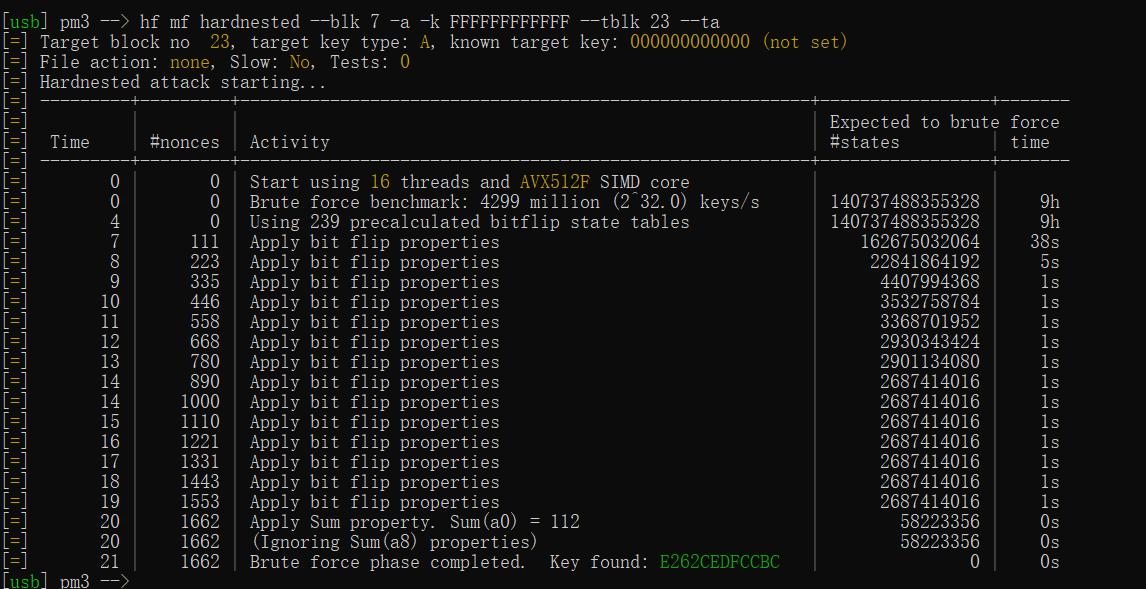 [usb] pm3 --> hf mf hardnested --blk 7 -a -k FFFFFFFFFFFF --tblk 23 --ta
[=] Target block no  23, target key type: A, known target key: 000000000000 (not set)
[=] File action: none, Slow: No, Tests: 0
[=] Hardnested attack starting...
[=] ---------+---------+---------------------------------------------------------+-----------------+-------
[=]          |         |                                                         | Expected to brute force
[=]  Time    | #nonces | Activity                                                | #states         | time
[=] ---------+---------+---------------------------------------------------------+-----------------+-------
[=]        0 |       0 | Start using 16 threads and AVX512F SIMD core            |                 |
[=]        0 |       0 | Brute force benchmark: 4299 million (2^32.0) keys/s     | 140737488355328 |    9h
[=]        4 |       0 | Using 239 precalculated bitflip state tables            | 140737488355328 |    9h
[=]        7 |     111 | Apply bit flip properties                               |    162675032064 |   38s
[=]        8 |     223 | Apply bit flip properties                               |     22841864192 |    5s
[=]        9 |     335 | Apply bit flip properties                               |      4407994368 |    1s
[=]       10 |     446 | Apply bit flip properties                               |      3532758784 |    1s
[=]       11 |     558 | Apply bit flip properties                               |      3368701952 |    1s
[=]       12 |     668 | Apply bit flip properties                               |      2930343424 |    1s
[=]       13 |     780 | Apply bit flip properties                               |      2901134080 |    1s
[=]       14 |     890 | Apply bit flip properties                               |      2687414016 |    1s
[=]       14 |    1000 | Apply bit flip properties                               |      2687414016 |    1s
[=]       15 |    1110 | Apply bit flip properties                               |      2687414016 |    1s
[=]       16 |    1221 | Apply bit flip properties                               |      2687414016 |    1s
[=]       17 |    1331 | Apply bit flip properties                               |      2687414016 |    1s
[=]       18 |    1443 | Apply bit flip properties                               |      2687414016 |    1s
[=]       19 |    1553 | Apply bit flip properties                               |      2687414016 |    1s
[=]       20 |    1662 | Apply Sum property. Sum(a0) = 112                       |        58223356 |    0s
[=]       20 |    1662 | (Ignoring Sum(a8) properties)                           |        58223356 |    0s
[=]       21 |    1662 | Brute force phase completed.  Key found: E262CEDFCCBC   |               0 |    0s
[usb] pm3 -->